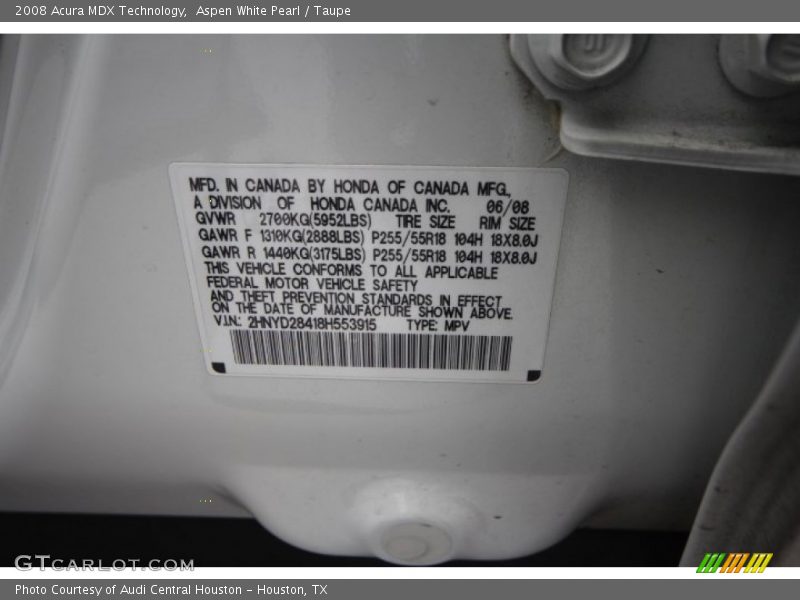 2008 Acura MDX Technology,  Aspen White Pearl / Taupe
MFD. IN CANADA BY HONDA OF CANADA MFG.,
A DIVISION OF HONDA CANADA INC. 06/08
GVWR 2700KG(5952LBS) TIRE SIZE RIM SIZE
GAWR F 1310KG(2888LBS) P255/55R18 104H 18X8.0J
GAWR R 1440KG(3175LBS) P255/55R18 104H 18X8.0J
THIS VEHICLE CONFORMS TO ALL APPLICABLE
FEDERAL MOTOR VEHICLE SAFETY
AND THEFT PREVENTION STANDARDS IN EFFECT
ON THE DATE OF MANUFACTURE SHOWN ABOVE.
V.I.N.: 2HNYD28418H553915 TYPE: MPV
GTCARLOT.COM
Photo Courtesy of Audi Central Houston - Houston, TX